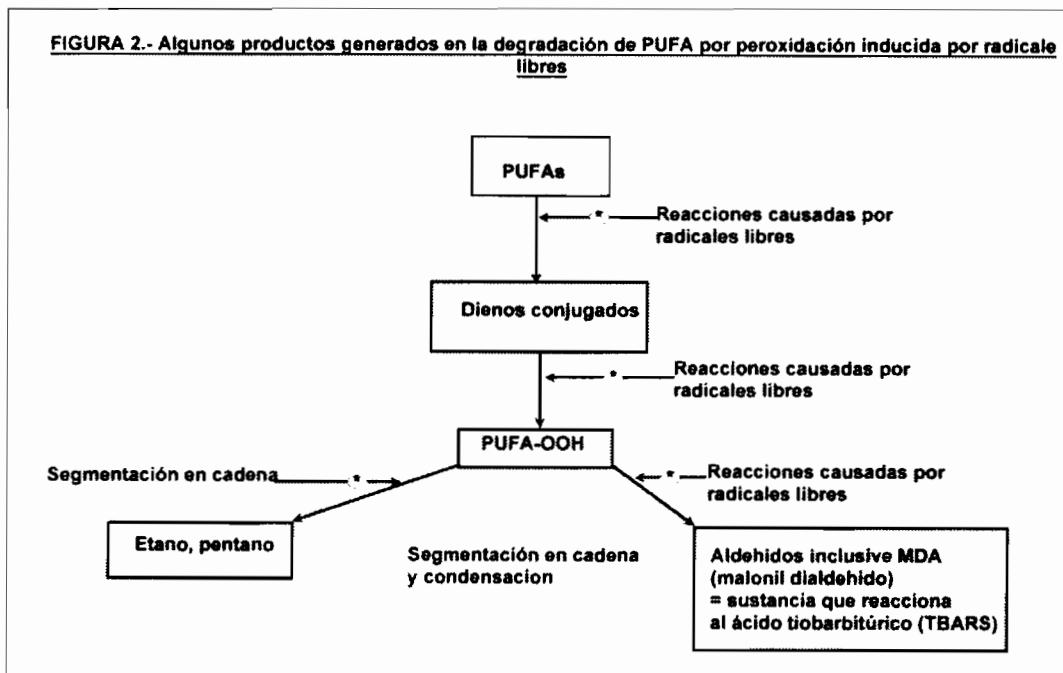 FIGURA 2.- Algunos productos generados en la degradación de PUFA por peroxidación inducida por radicale
libres
PUFAs
* Reacciones causadas por
radicales libres
Dienos conjugados
* Reacciones causadas por
radicales libres
PUFA-OOH
Segmentación en cadena *
* Reacciones causadas por
radicales libres
Etano, pentano
Segmentación en cadena
y condensacion
Aldehidos inclusive MDA
(malonil dialdehido)
= sustancia que reacciona
al ácido tiobarbitúrico (TBARS)